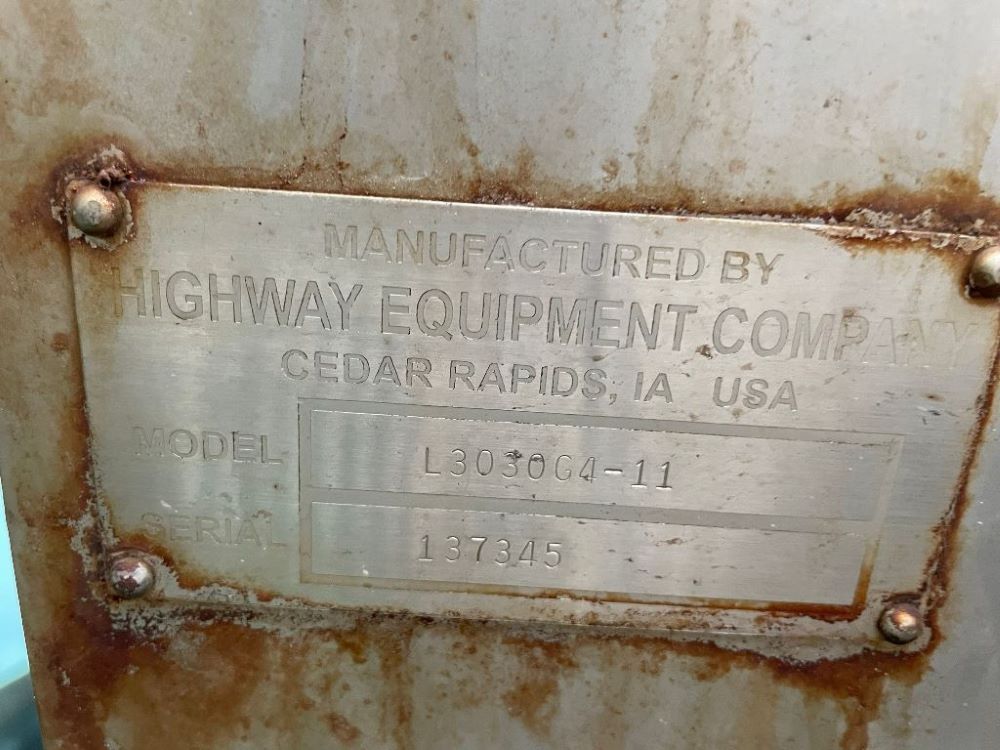 MANUFACTURED BY
HIGHWAY EQUIPMENT COMPANY
CEDAR RAPIDS, IA USA
MODEL L3030G4-11
SERIAL 137345